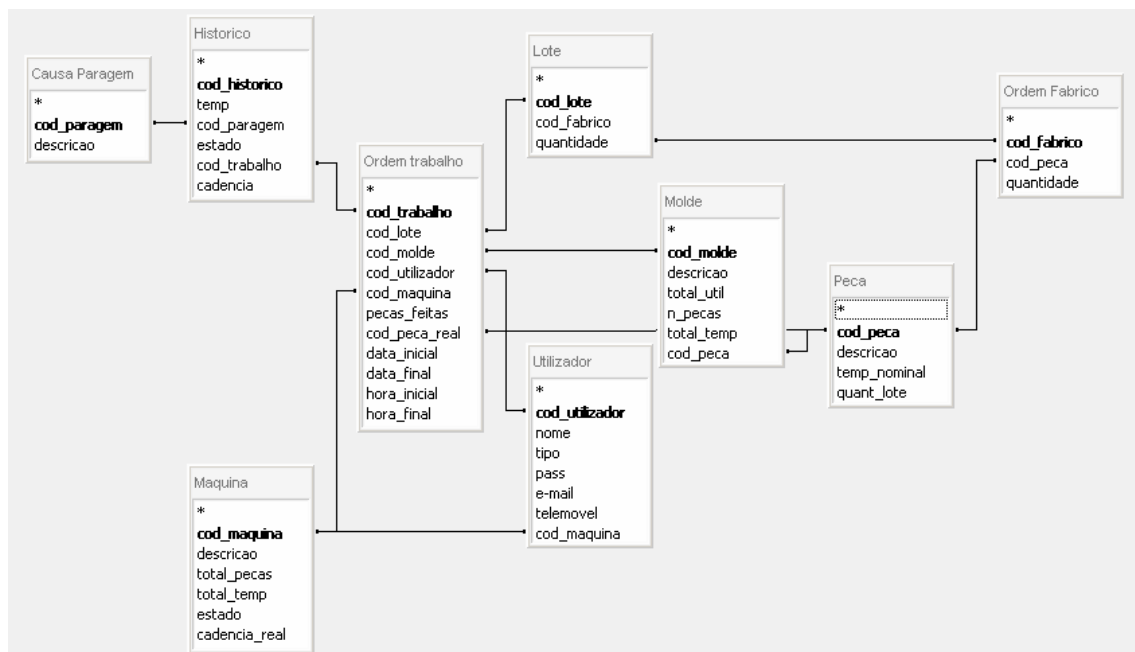 Causa Paragem
*
cod_paragem
descricao
Historico
*
cod_historico
temp
cod_paragem
estado
cod_trabalho
cadencia
Ordem trabalho
*
cod_trabalho
cod_lote
cod_molde
cod_utilizador
cod_maquina
pecas_feitas
cod_peca_real
data_inicial
data_final
hora_inicial
hora_final
Lote
*
cod_lote
cod_fabrico
quantidade
Ordem Fabrico
*
cod_fabrico
cod_peca
quantidade
Molde
*
cod_molde
descricao
total_util
n_pecas
total_temp
cod_peca
Peca
*
cod_peca
descricao
temp_nominal
quant_lote
Utilizador
*
cod_utilizador
nome
tipo
pass
e-mail
telemovel
cod_maquina
Maquina
*
cod_maquina
descricao
total_pecas
total_temp
estado
cadencia_real